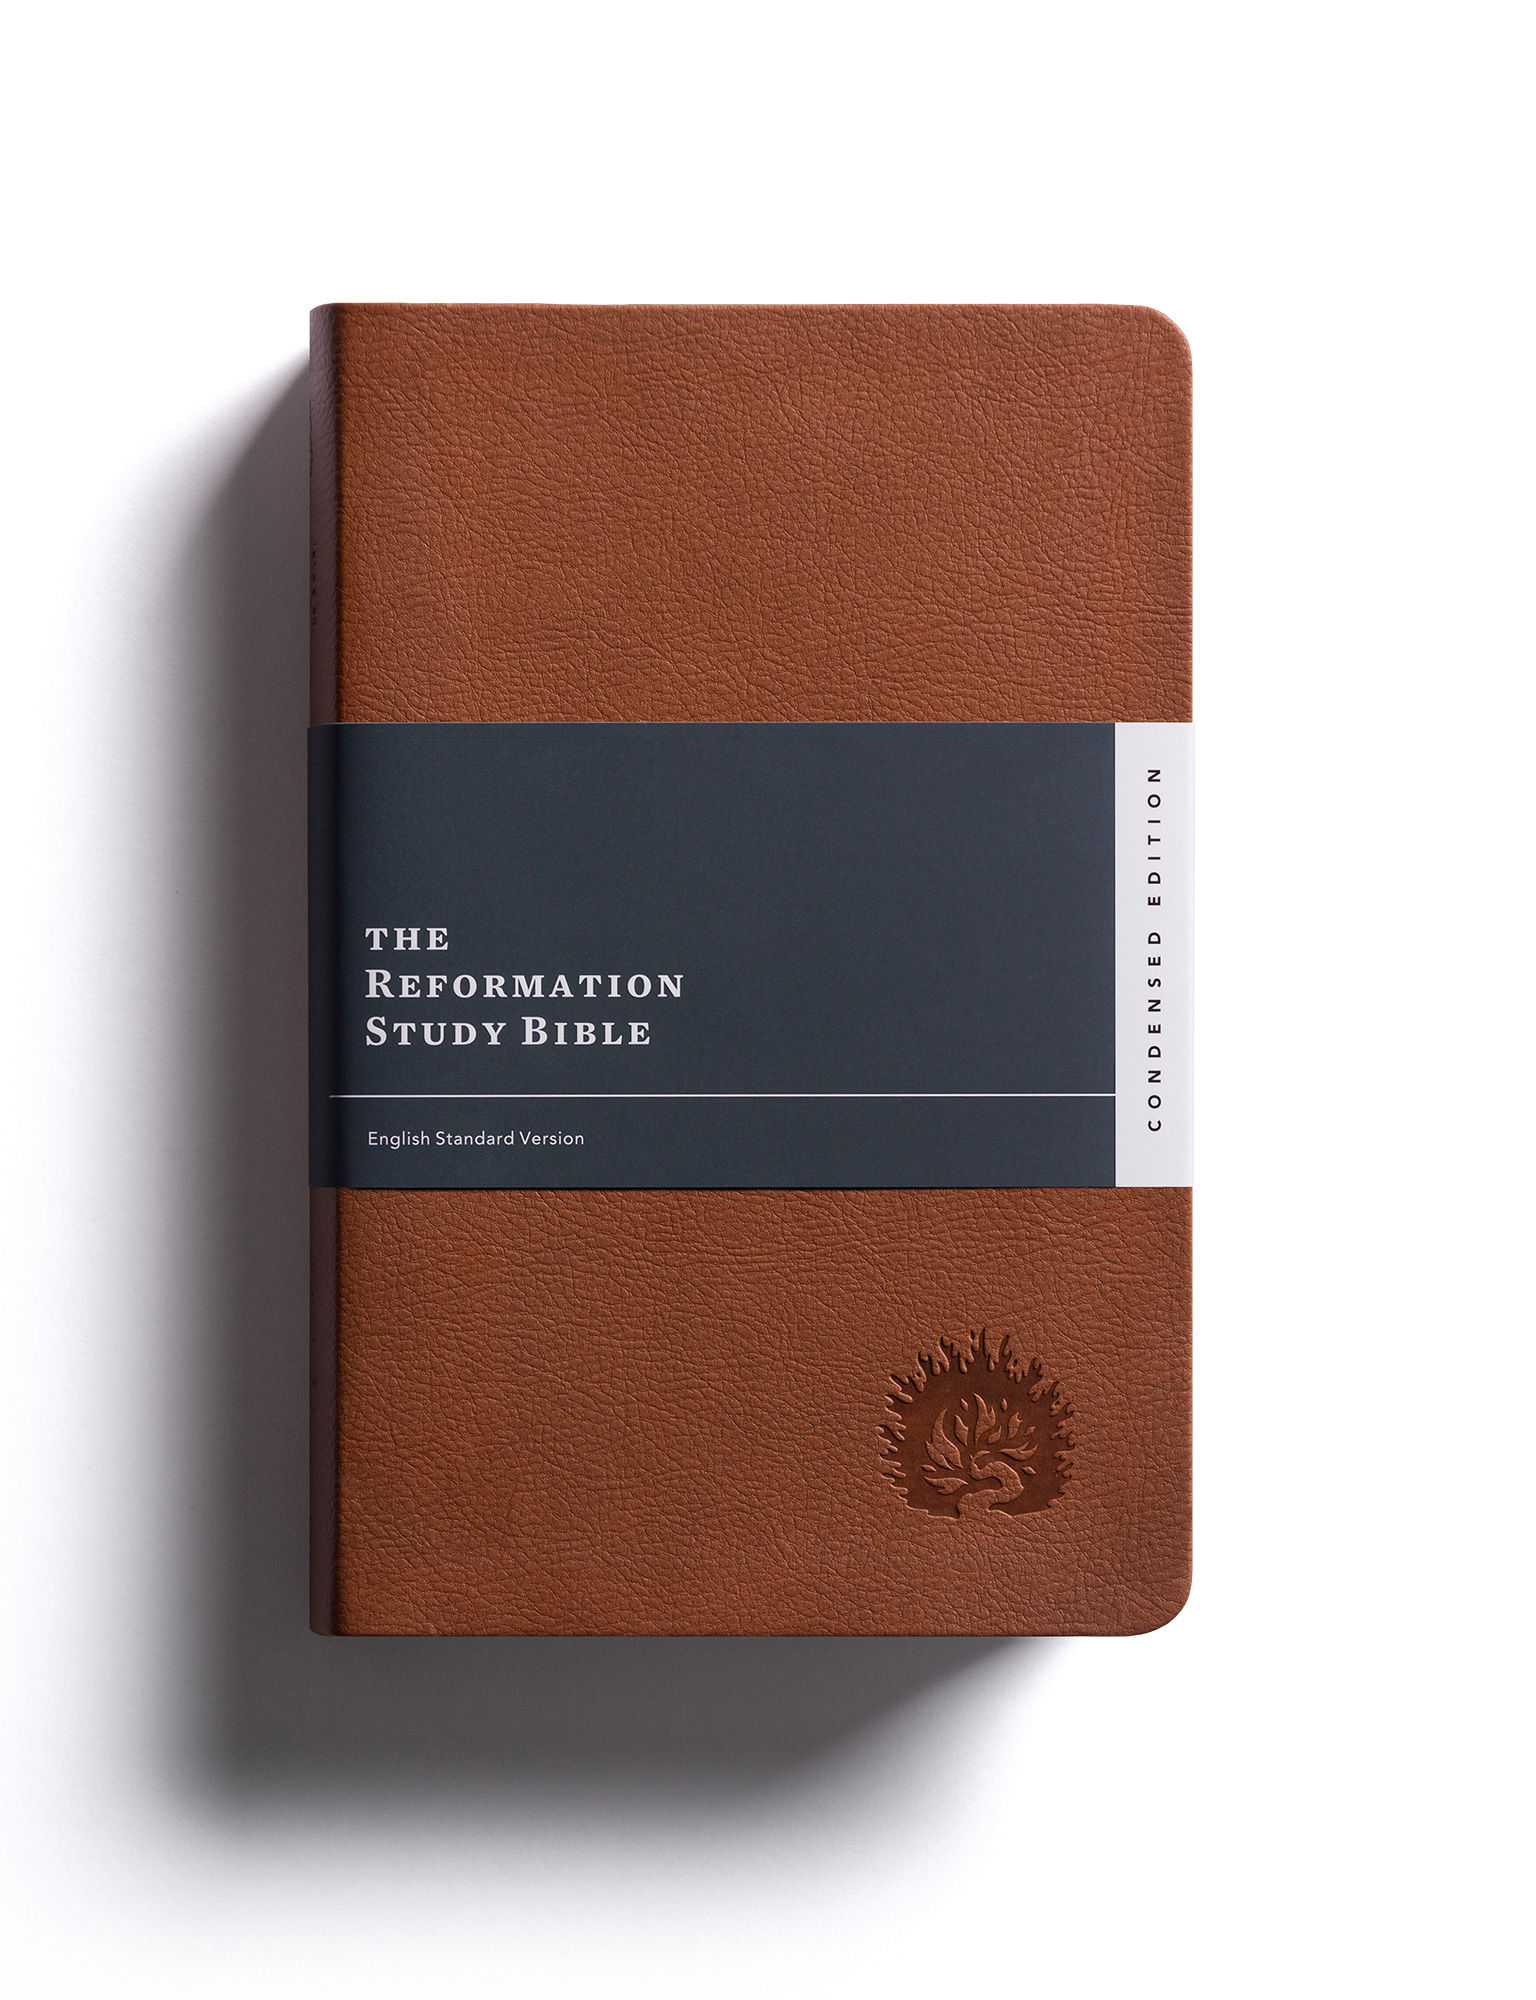 THE
REFORMATION
STUDY BIBLE
English Standard Version
CONDENSED EDITION